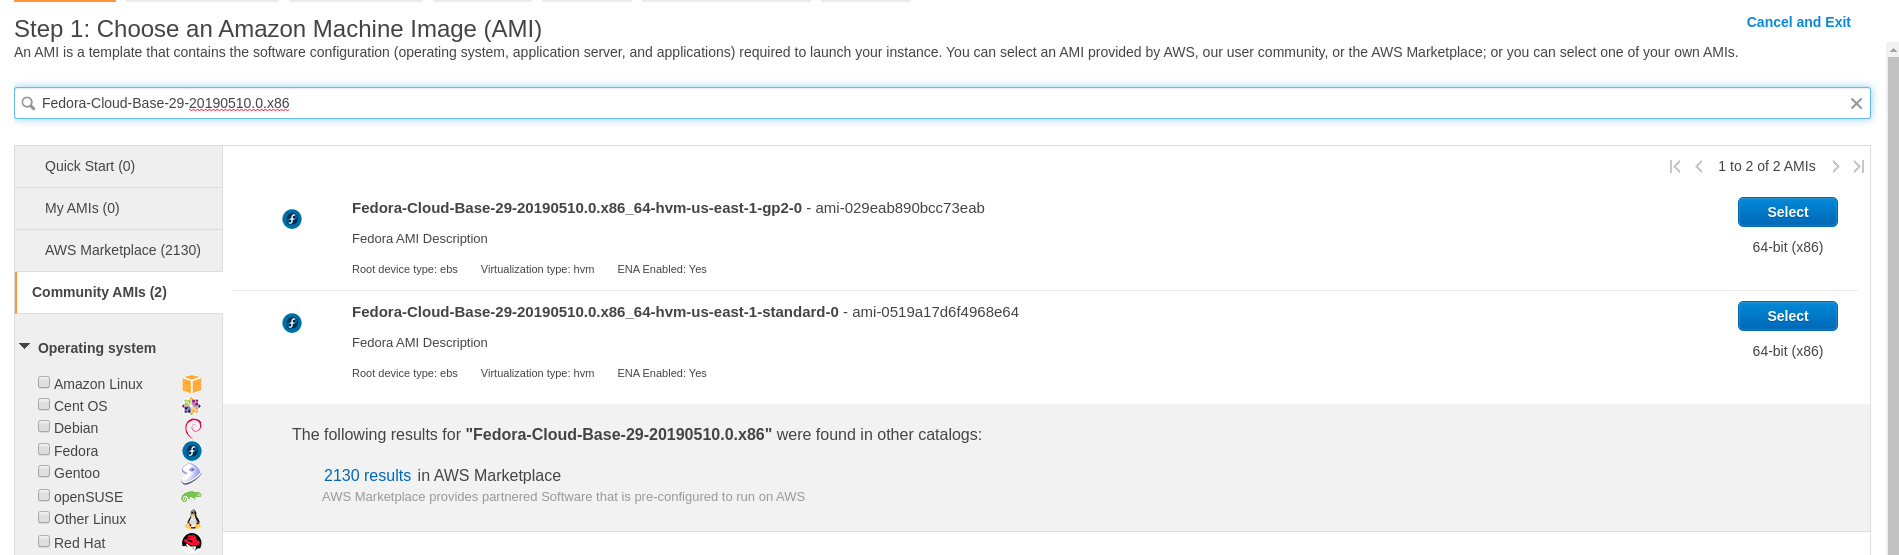 Step 1: Choose an Amazon Machine Image (AMI)
Cancel and Exit
An AMI is a template that contains the software configuration (operating system, application server, and applications) required to launch your instance. You can select an AMI provided by AWS, our user community, or the AWS Marketplace; or you can select one of your own AMIs.
Fedora-Cloud-Base-29-20190510.0.x86
Quick Start (0)
My AMIs (0)
AWS Marketplace (2130)
Community AMIs (2)
Operating system
Amazon Linux
Cent OS
Debian
Fedora
Gentoo
openSUSE
Other Linux
Red Hat
1 to 2 of 2 AMIs
Fedora-Cloud-Base-29-20190510.0.x86_64-hvm-us-east-1-gp2-0 - ami-029eab890bcc73eab
Fedora AMI Description
Root device type: ebs Virtualization type: hvm ENA Enabled: Yes
Select
64-bit (x86)
Fedora-Cloud-Base-29-20190510.0.x86_64-hvm-us-east-1-standard-0 - ami-0519a17d6f4968e64
Fedora AMI Description
Root device type: ebs Virtualization type: hvm ENA Enabled: Yes
Select
64-bit (x86)
The following results for "Fedora-Cloud-Base-29-20190510.0.x86" were found in other catalogs:
2130 results in AWS Marketplace
AWS Marketplace provides partnered Software that is pre-configured to run on AWS